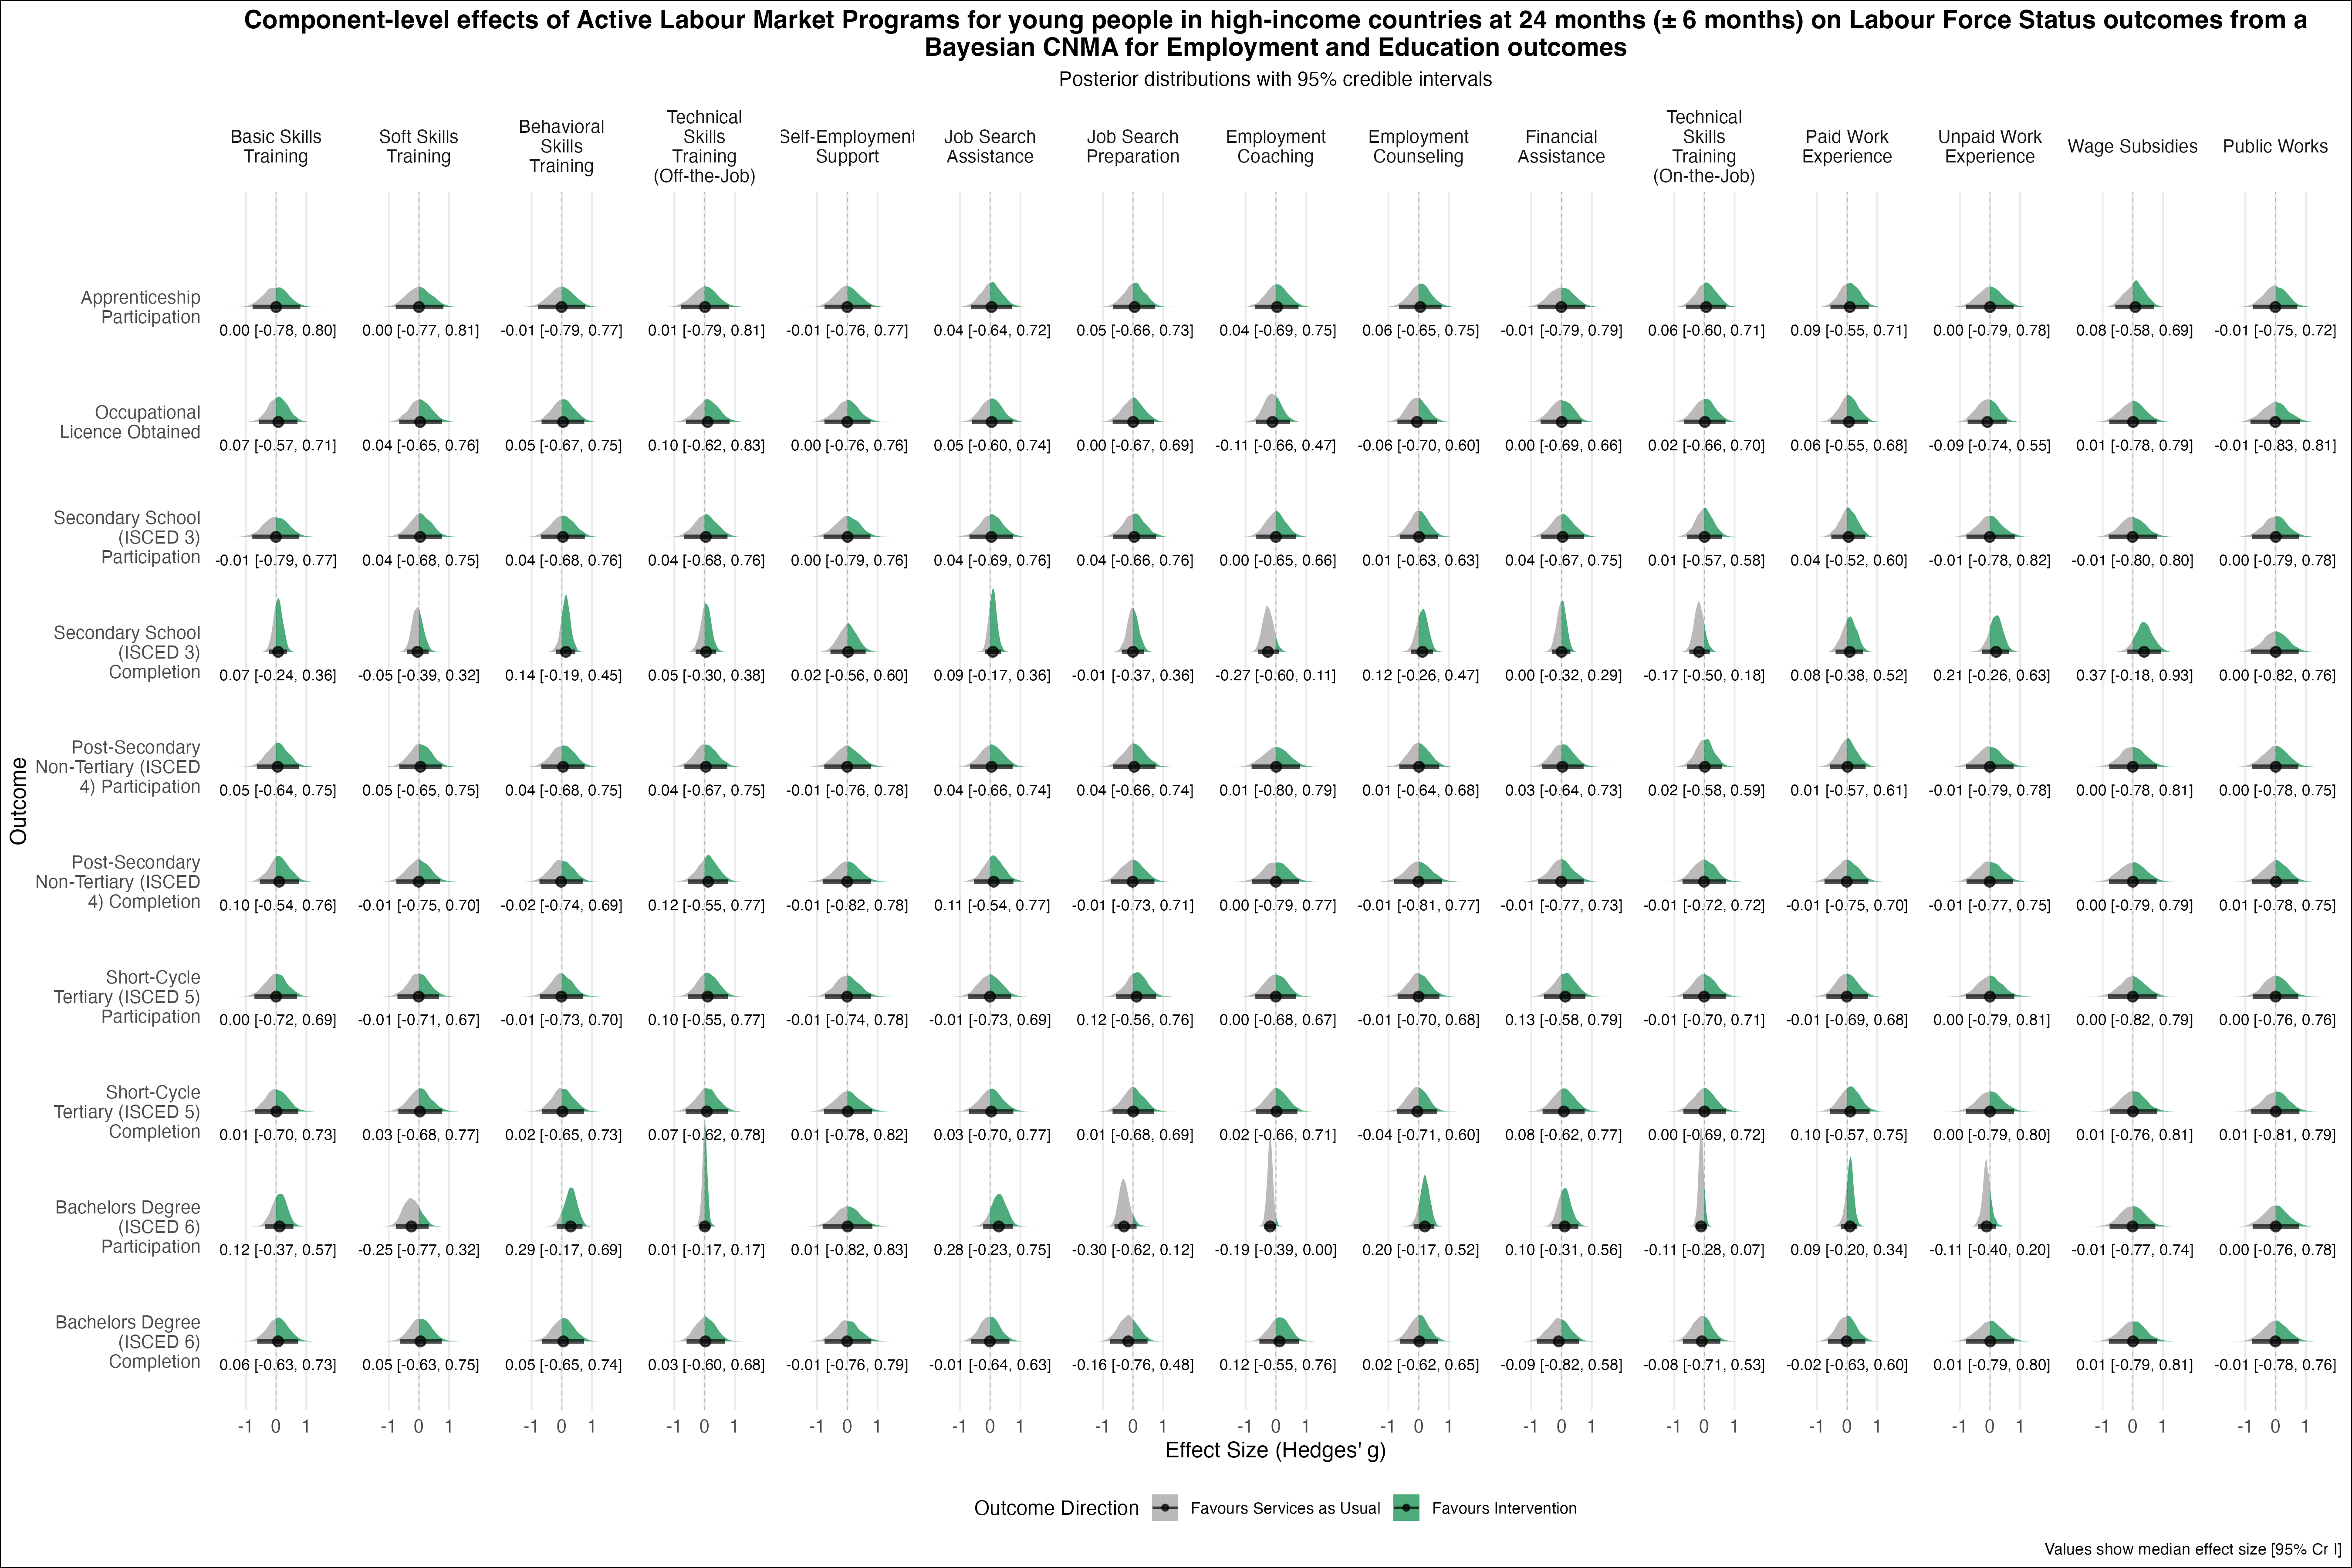 Component-level effects of Active Labour Market Programs for young people in high-income countries at 24 months (± 6 months) on Labour Force Status outcomes from a
Bayesian CNMA for Employment and Education outcomes
Posterior distributions with 95% credible intervals
Basic Skills
Training
Soft Skills
Training
Behavioral
Skills
Training
Technical
Skills
Training
(Off-the-Job)
Self-Employment
Support
Job Search
Assistance
Job Search
Preparation
Employment
Coaching
Employment
Counseling
Financial
Assistance
Technical
Skills
Training
(On-the-Job)
Paid Work
Experience
Unpaid Work
Experience
Wage Subsidies
Public Works
Outcome
Apprenticeship
Participation
0.00 [-0.78, 0.80] 0.00 [-0.77, 0.81] -0.01 [-0.79, 0.77] 0.01 [-0.79, 0.81] -0.01 [-0.76, 0.77] 0.04 [-0.64, 0.72] 0.05 [-0.66, 0.73] 0.04 [-0.69, 0.75] 0.06 [-0.65, 0.75] -0.01 [-0.79, 0.79] 0.06 [-0.60, 0.71] 0.09 [-0.55, 0.71] 0.00 [-0.79, 0.78] 0.08 [-0.58, 0.69] -0.01 [-0.75, 0.72]
Occupational
Licence Obtained
0.07 [-0.57, 0.71] 0.04 [-0.65, 0.76] 0.05 [-0.67, 0.75] 0.10 [-0.62, 0.83] 0.00 [-0.76, 0.76] 0.05 [-0.60, 0.74] 0.00 [-0.67, 0.69] -0.11 [-0.66, 0.47] -0.06 [-0.70, 0.60] 0.00 [-0.69, 0.66] 0.02 [-0.66, 0.70] 0.06 [-0.55, 0.68] -0.09 [-0.74, 0.55] 0.01 [-0.78, 0.79] -0.01 [-0.83, 0.81]
Secondary School
(ISCED 3)
Participation
-0.01 [-0.79, 0.77] 0.04 [-0.68, 0.75] 0.04 [-0.68, 0.76] 0.04 [-0.68, 0.76] 0.00 [-0.79, 0.76] 0.04 [-0.69, 0.76] 0.04 [-0.66, 0.76] 0.00 [-0.65, 0.66] 0.01 [-0.63, 0.63] 0.04 [-0.67, 0.75] 0.01 [-0.57, 0.58] 0.04 [-0.52, 0.60] -0.01 [-0.78, 0.82] -0.01 [-0.80, 0.80] 0.00 [-0.79, 0.78]
Secondary School
(ISCED 3)
Completion
0.07 [-0.24, 0.36] -0.05 [-0.39, 0.32] 0.14 [-0.19, 0.45] 0.05 [-0.30, 0.38] 0.02 [-0.56, 0.60] 0.09 [-0.17, 0.36] -0.01 [-0.37, 0.36] -0.27 [-0.60, 0.11] 0.12 [-0.26, 0.47] 0.00 [-0.32, 0.29] -0.17 [-0.50, 0.18] 0.08 [-0.38, 0.52] 0.21 [-0.26, 0.63] 0.37 [-0.18, 0.93] 0.00 [-0.82, 0.76]
Post-Secondary
Non-Tertiary (ISCED
4) Participation
0.05 [-0.64, 0.75] 0.05 [-0.65, 0.75] 0.04 [-0.68, 0.75] 0.04 [-0.67, 0.75] -0.01 [-0.76, 0.78] 0.04 [-0.66, 0.74] 0.04 [-0.66, 0.74] 0.01 [-0.80, 0.79] 0.01 [-0.64, 0.68] 0.03 [-0.64, 0.73] 0.02 [-0.58, 0.59] 0.01 [-0.57, 0.61] -0.01 [-0.79, 0.78] 0.00 [-0.78, 0.81] 0.00 [-0.78, 0.75]
Post-Secondary
Non-Tertiary (ISCED
4) Completion
0.10 [-0.54, 0.76] -0.01 [-0.75, 0.70] -0.02 [-0.74, 0.69] 0.12 [-0.55, 0.77] -0.01 [-0.82, 0.78] 0.11 [-0.54, 0.77] -0.01 [-0.73, 0.71] 0.00 [-0.79, 0.77] -0.01 [-0.81, 0.77] -0.01 [-0.77, 0.73] -0.01 [-0.72, 0.72] -0.01 [-0.75, 0.70] -0.01 [-0.77, 0.75] 0.00 [-0.79, 0.79] 0.01 [-0.78, 0.75]
Short-Cycle
Tertiary (ISCED 5)
Participation
0.00 [-0.72, 0.69] -0.01 [-0.71, 0.67] -0.01 [-0.73, 0.70] 0.10 [-0.55, 0.77] -0.01 [-0.74, 0.78] -0.01 [-0.73, 0.69] 0.12 [-0.56, 0.76] 0.00 [-0.68, 0.67] -0.01 [-0.70, 0.68] 0.13 [-0.58, 0.79] -0.01 [-0.70, 0.71] -0.01 [-0.69, 0.68] 0.00 [-0.79, 0.81] 0.00 [-0.82, 0.79] 0.00 [-0.76, 0.76]
Short-Cycle
Tertiary (ISCED 5)
Completion
0.01 [-0.70, 0.73] 0.03 [-0.68, 0.77] 0.02 [-0.65, 0.73] 0.07 [-0.62, 0.78] 0.01 [-0.78, 0.82] 0.03 [-0.70, 0.77] 0.01 [-0.68, 0.69] 0.02 [-0.66, 0.71] -0.04 [-0.71, 0.60] 0.08 [-0.62, 0.77] 0.00 [-0.69, 0.72] 0.10 [-0.57, 0.75] 0.00 [-0.79, 0.80] 0.01 [-0.76, 0.81] 0.01 [-0.81, 0.79]
Bachelors Degree
(ISCED 6)
Participation
0.12 [-0.37, 0.57] -0.25 [-0.77, 0.32] 0.29 [-0.17, 0.69] 0.01 [-0.17, 0.17] 0.01 [-0.82, 0.83] 0.28 [-0.23, 0.75] -0.30 [-0.62, 0.12] -0.19 [-0.39, 0.00] 0.20 [-0.17, 0.52] 0.10 [-0.31, 0.56] -0.11 [-0.28, 0.07] 0.09 [-0.20, 0.34] -0.11 [-0.40, 0.20] -0.01 [-0.77, 0.74] 0.00 [-0.76, 0.78]
Bachelors Degree
(ISCED 6)
Completion
0.06 [-0.63, 0.73] 0.05 [-0.63, 0.75] 0.05 [-0.65, 0.74] 0.03 [-0.60, 0.68] -0.01 [-0.76, 0.79] -0.01 [-0.64, 0.63] -0.16 [-0.76, 0.48] 0.12 [-0.55, 0.76] 0.02 [-0.62, 0.65] -0.09 [-0.82, 0.58] -0.08 [-0.71, 0.53] -0.02 [-0.63, 0.60] 0.01 [-0.79, 0.80] 0.01 [-0.79, 0.81] -0.01 [-0.78, 0.76]
-1 0 1 -1 0 1 -1 0 1 -1 0 1 -1 0 1 -1 0 1 -1 0 1 -1 0 1 -1 0 1 -1 0 1 -1 0 1 -1 0 1 -1 0 1 -1 0 1 -1 0 1
Effect Size (Hedges' g)
Outcome Direction Favours Services as Usual Favours Intervention
Values show median effect size [95% Cr I]